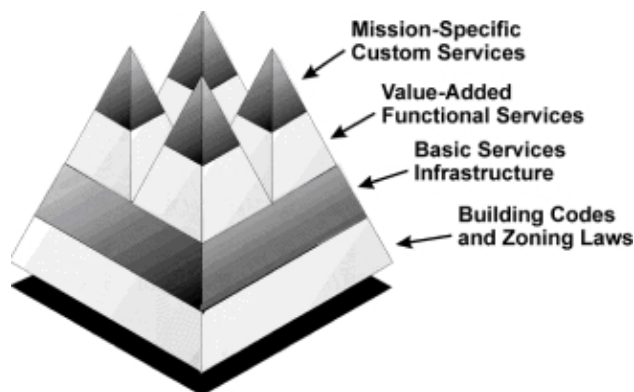 Mission-Specific
Custom Services
Value-Added
Functional Services
Basic Services
Infrastructure
Building Codes
and Zoning Laws